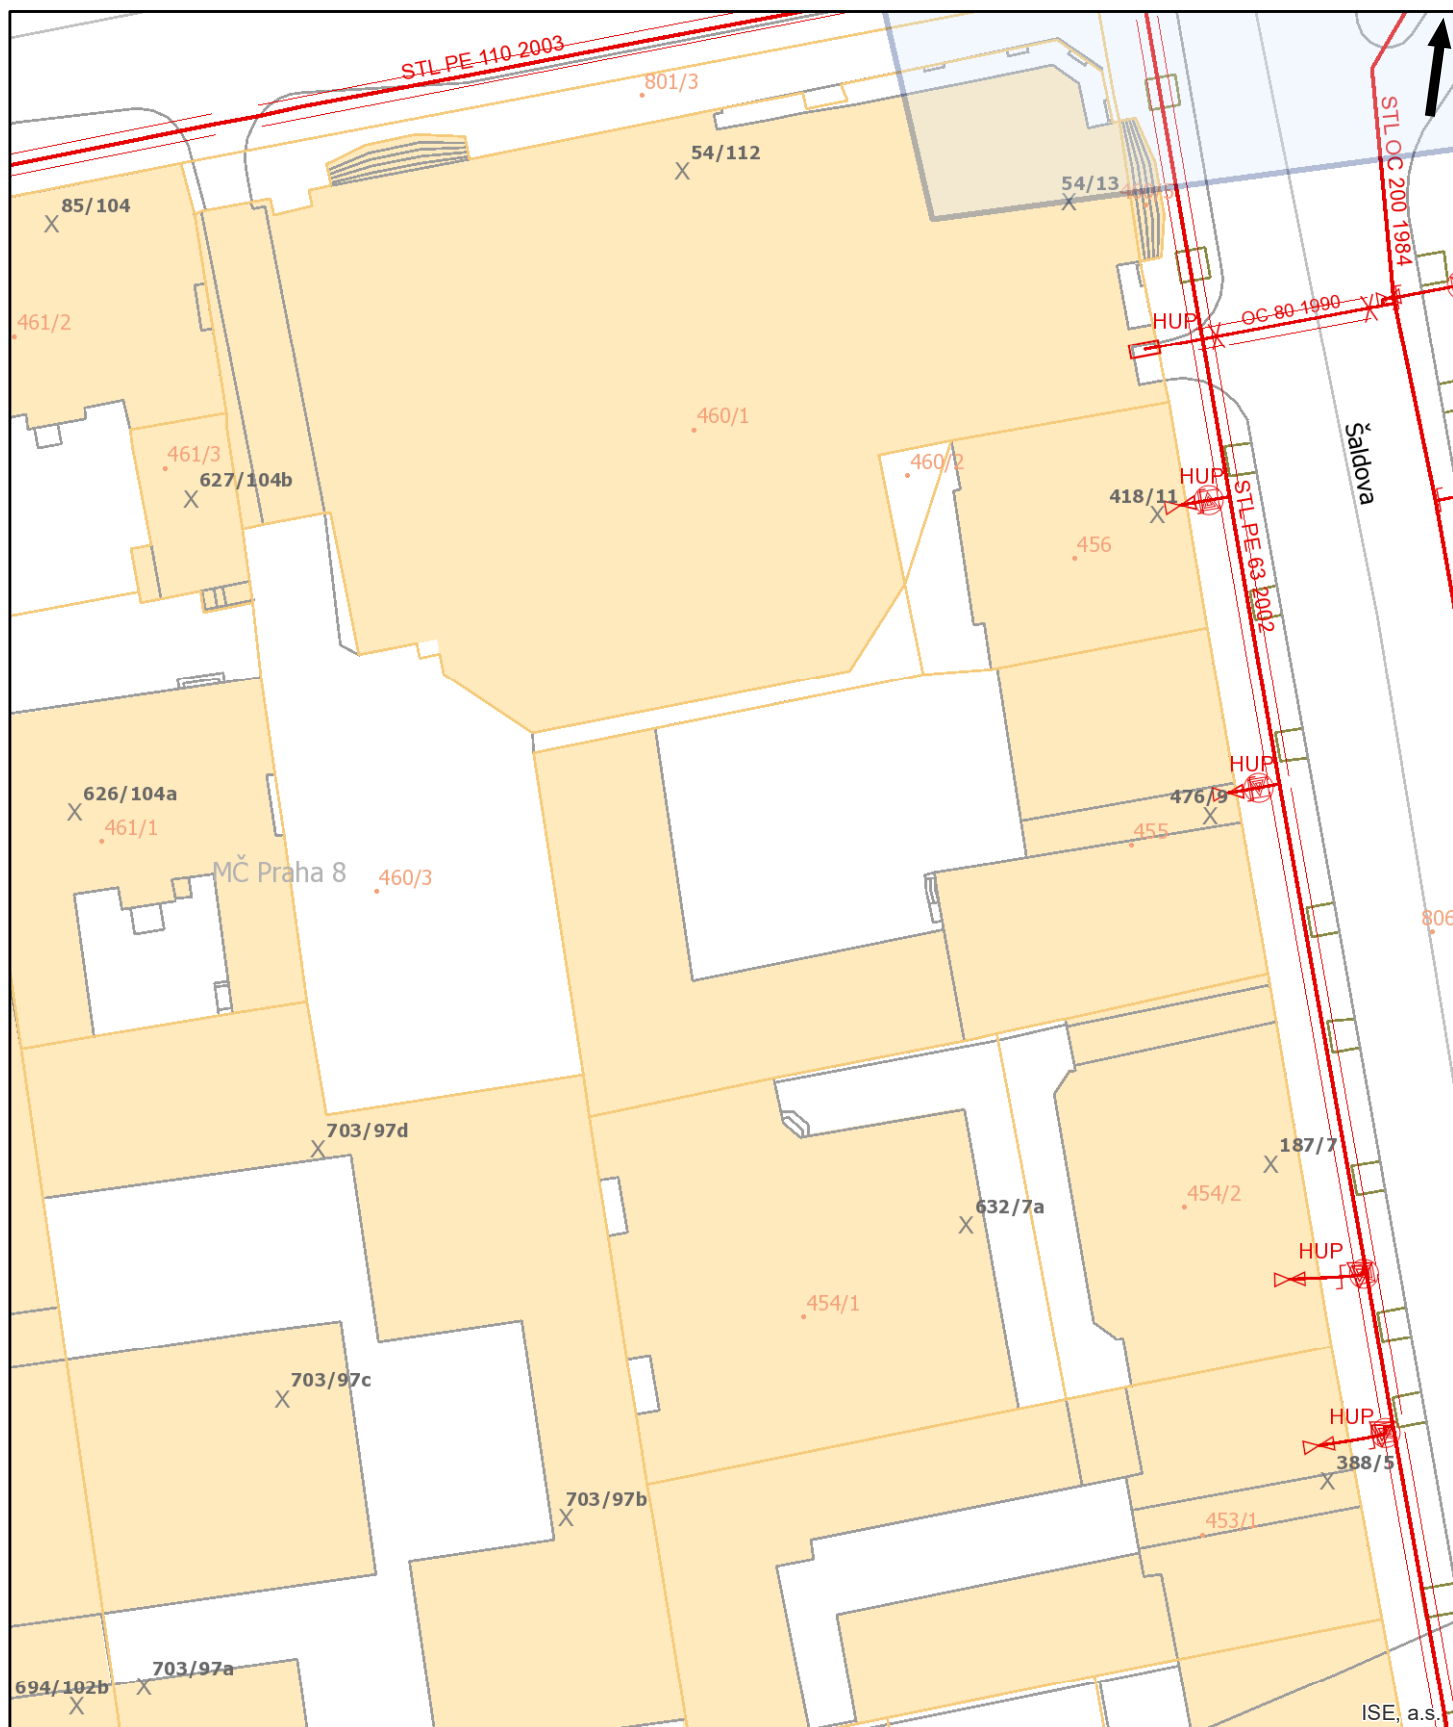 STL PE 110 2003
801/3
STL OC 200 1984
54/112
54/13
85/104
461/2
HUP
OC 80 1990
460/1
Šaldova
461/3
460/2
627/104b
HUP
418/11
STL PE 63 2002
456
HUP
626/104a
476/9
461/1
455
MČ Praha 8
460/3
806
703/97d
187/7
454/2
632/7a
HUP
454/1
703/97c
HUP
388/5
703/97b
453/1
703/97a
694/102b
ISE, a.s.